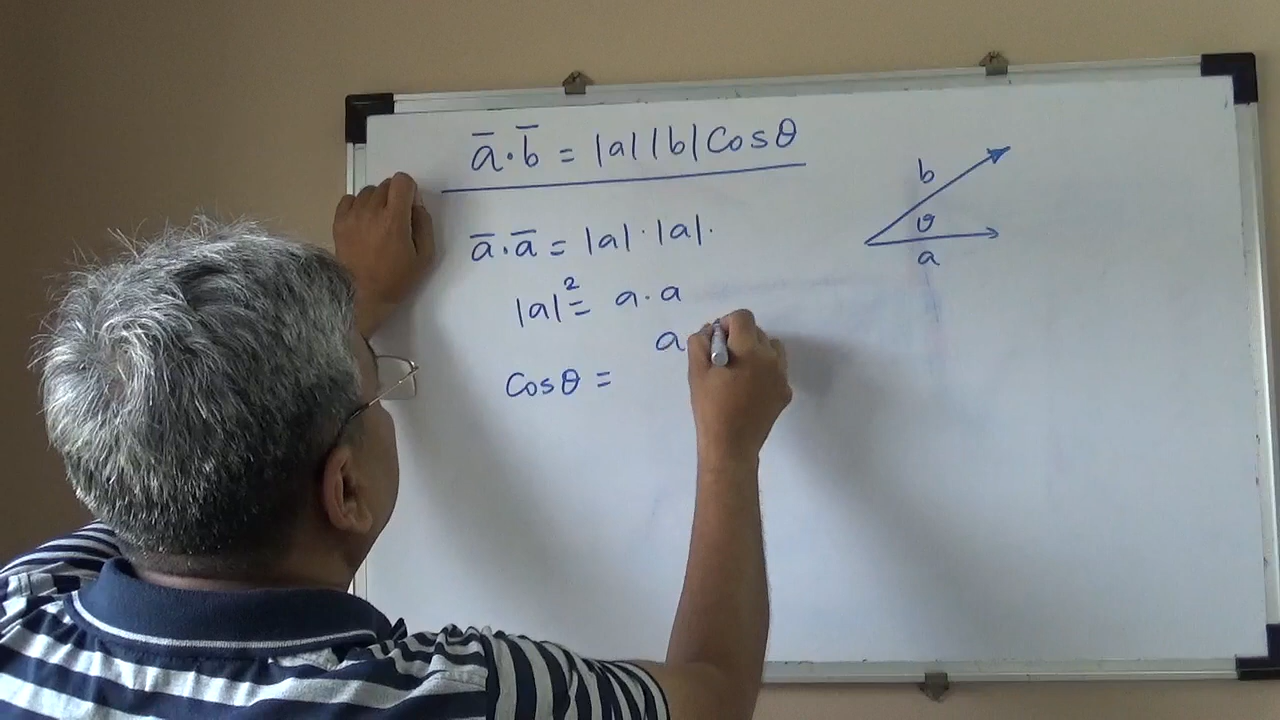 a̅·b̅ = |a||b|Cosθ
a̅·a̅ = |a|·|a|.
|a|² = a·a
a
Cosθ =
b
θ
a